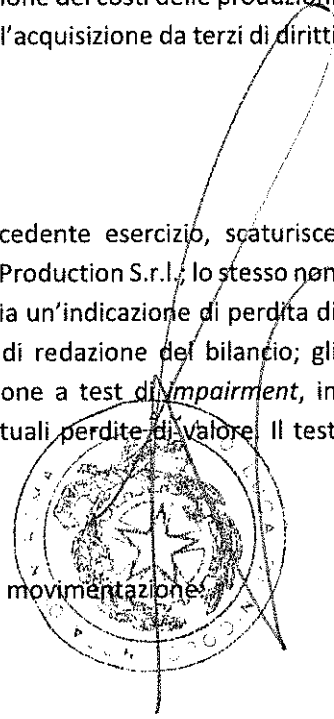 ione dei costi delle produzioni
l'acquisizione da terzi di diritti
cedente esercizio, scaturisce
Production S.r.l.; lo stesso non
ia un'indicazione di perdita di
di redazione del bilancio; gli
one a test di impairment, in
tuali perdite di valore. Il test
movimentazione: